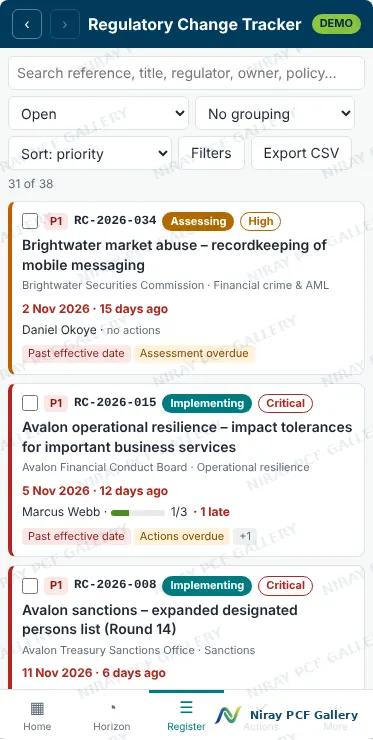 ‹ › Regulatory Change Tracker DEMO
Search reference, title, regulator, owner, policy...
Open No grouping
Sort: priority Filters Export CSV
31 of 38
P1 RC-2026-034 Assessing High
Brightwater market abuse – recordkeeping of
mobile messaging
Brightwater Securities Commission · Financial crime & AML
2 Nov 2026 · 15 days ago
Daniel Okoye · no actions
Past effective date Assessment overdue
P1 RC-2026-015 Implementing Critical
Avalon operational resilience – impact tolerances
for important business services
Avalon Financial Conduct Board · Operational resilience
5 Nov 2026 · 12 days ago
Marcus Webb · 1/3 · 1 late
Past effective date Actions overdue +1
P1 RC-2026-008 Implementing Critical
Avalon sanctions – expanded designated
persons list (Round 14)
Avalon Treasury Sanctions Office · Sanctions
11 Nov 2026 · 6 days ago
Niray PCF Gallery
Home Horizon Register Actions More
NIRAY PCF GALLERY